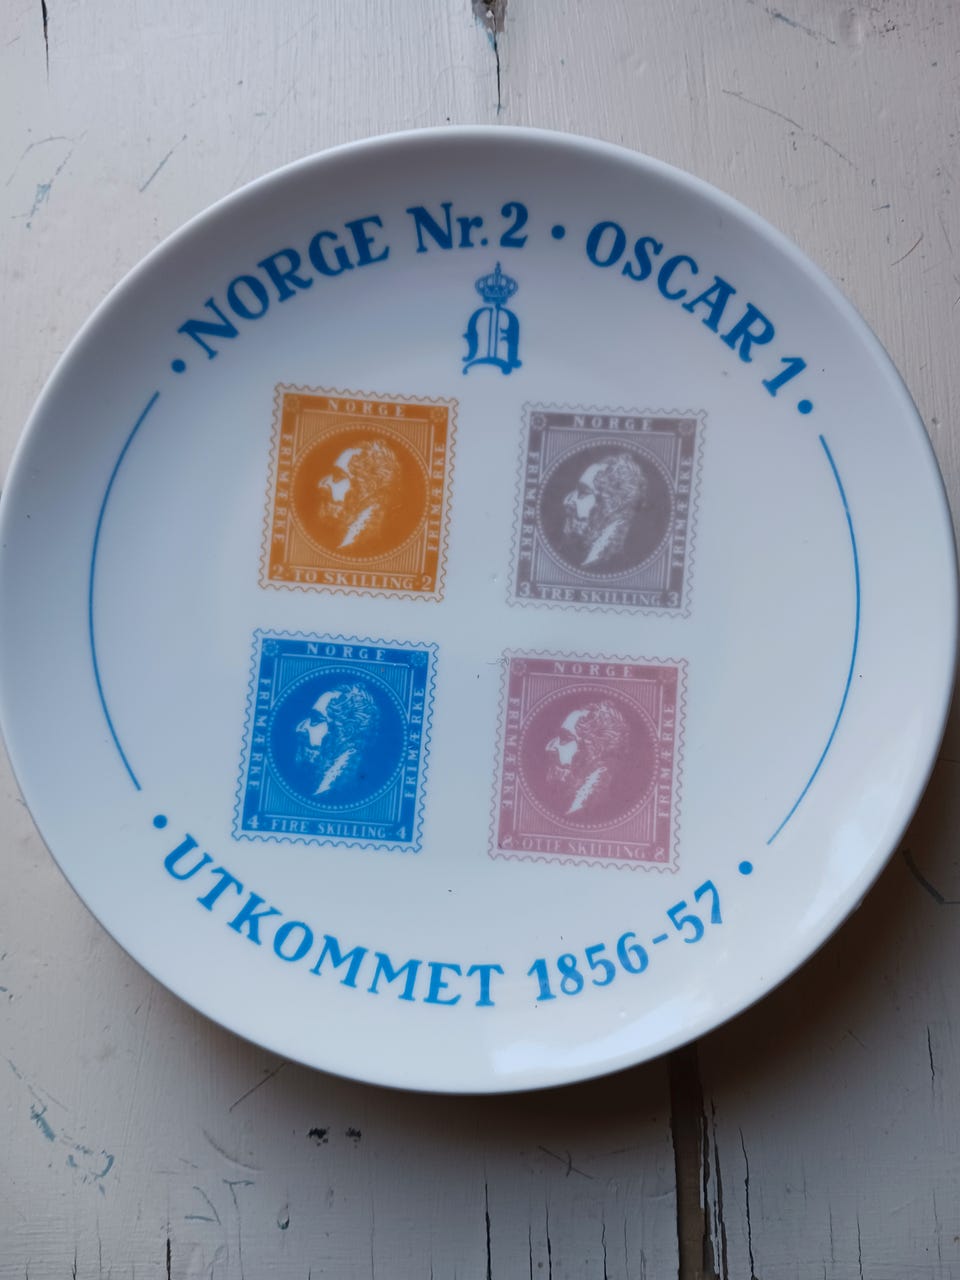 • NORGE Nr. 2 • OSCAR 1 •
NORGE
FRIMÆRKE
FRIMÆRKE
2 TO SKILLING 2
NORGE
FRIMÆRKE
FRIMÆRKE
3 TRE SKILLING 3
NORGE
FRIMÆRKE
FRIMÆRKE
4 FIRE SKILLING 4
NORGE
FRIMÆRKE
FRIMÆRKE
8 OTTE SKILLING 8
• UTKOMMET 1856-57 •